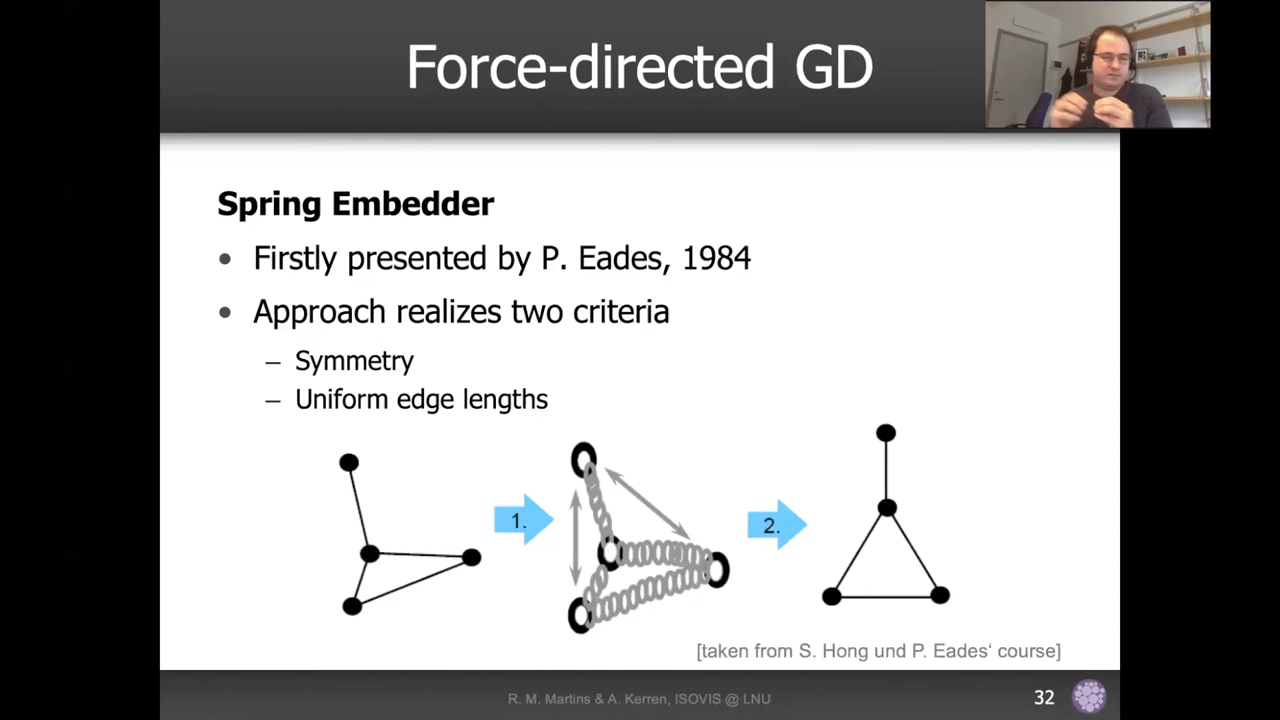 Force-directed GD
Spring Embedder
• Firstly presented by P. Eades, 1984
• Approach realizes two criteria
– Symmetry
– Uniform edge lengths
1.
2.
[taken from S. Hong und P. Eades‘ course]
R. M. Martins & A. Kerren, ISOVIS @ LNU
32